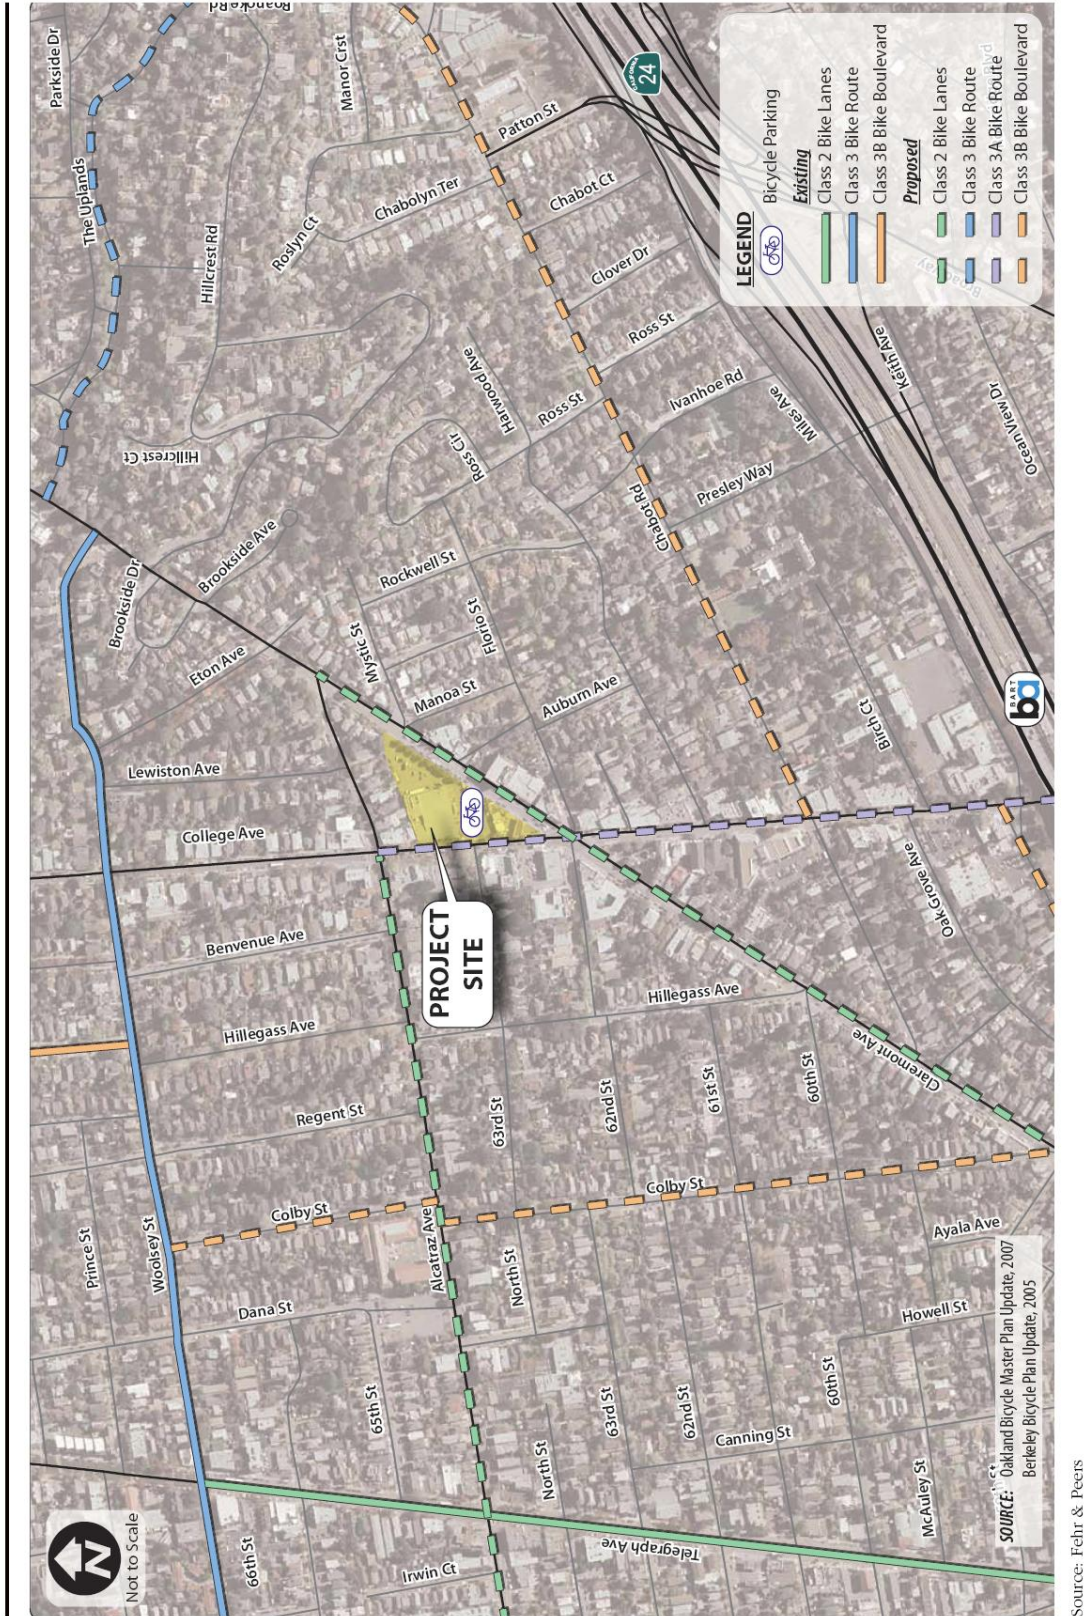 Parkside Dr
The Uplands
Roanoke Rd
Manor Crst
Hillcrest Rd
Roslyn Ct
Chabolyn Ter
Patton St
CALIFORNIA
24
Chabot Ct
Clover Dr
Ross St
Hillcrest Ct
Harwood Ave
Ross St
Ross Cir
Ivanhoe Rd
Miles Ave
Keith Ave
Ocean View Dr
Presley Way
Chabot Rd
Brookside Dr
Brookside Ave
Eton Ave
Rockwell St
Mystic St
Florio St
Manoa St
Auburn Ave
Birch Ct
BART
ba
Lewiston Ave
College Ave
PROJECT
SITE
Benvenue Ave
Hillegass Ave
Hillegass Ave
Oak Grove Ave
Claremont Ave
Regent St
63rd St
62nd St
61st St
60th St
Prince St
Woolsey St
Colby St
Colby St
Alcatraz Ave
North St
Ayala Ave
Dana St
Howell St
65th St
63rd St
62nd St
60th St
Canning St
North St
McAuley St
66th St
Irwin Ct
Telegraph Ave
N
Not to Scale
LEGEND
Bicycle Parking
Existing
Class 2 Bike Lanes
Class 3 Bike Route
Class 3B Bike Boulevard
Proposed
Class 2 Bike Lanes
Class 3 Bike Route
Class 3A Bike Route
Class 3B Bike Boulevard
SOURCE: Oakland Bicycle Master Plan Update, 2007
Berkeley Bicycle Plan Update, 2005
Source: Fehr & Peers